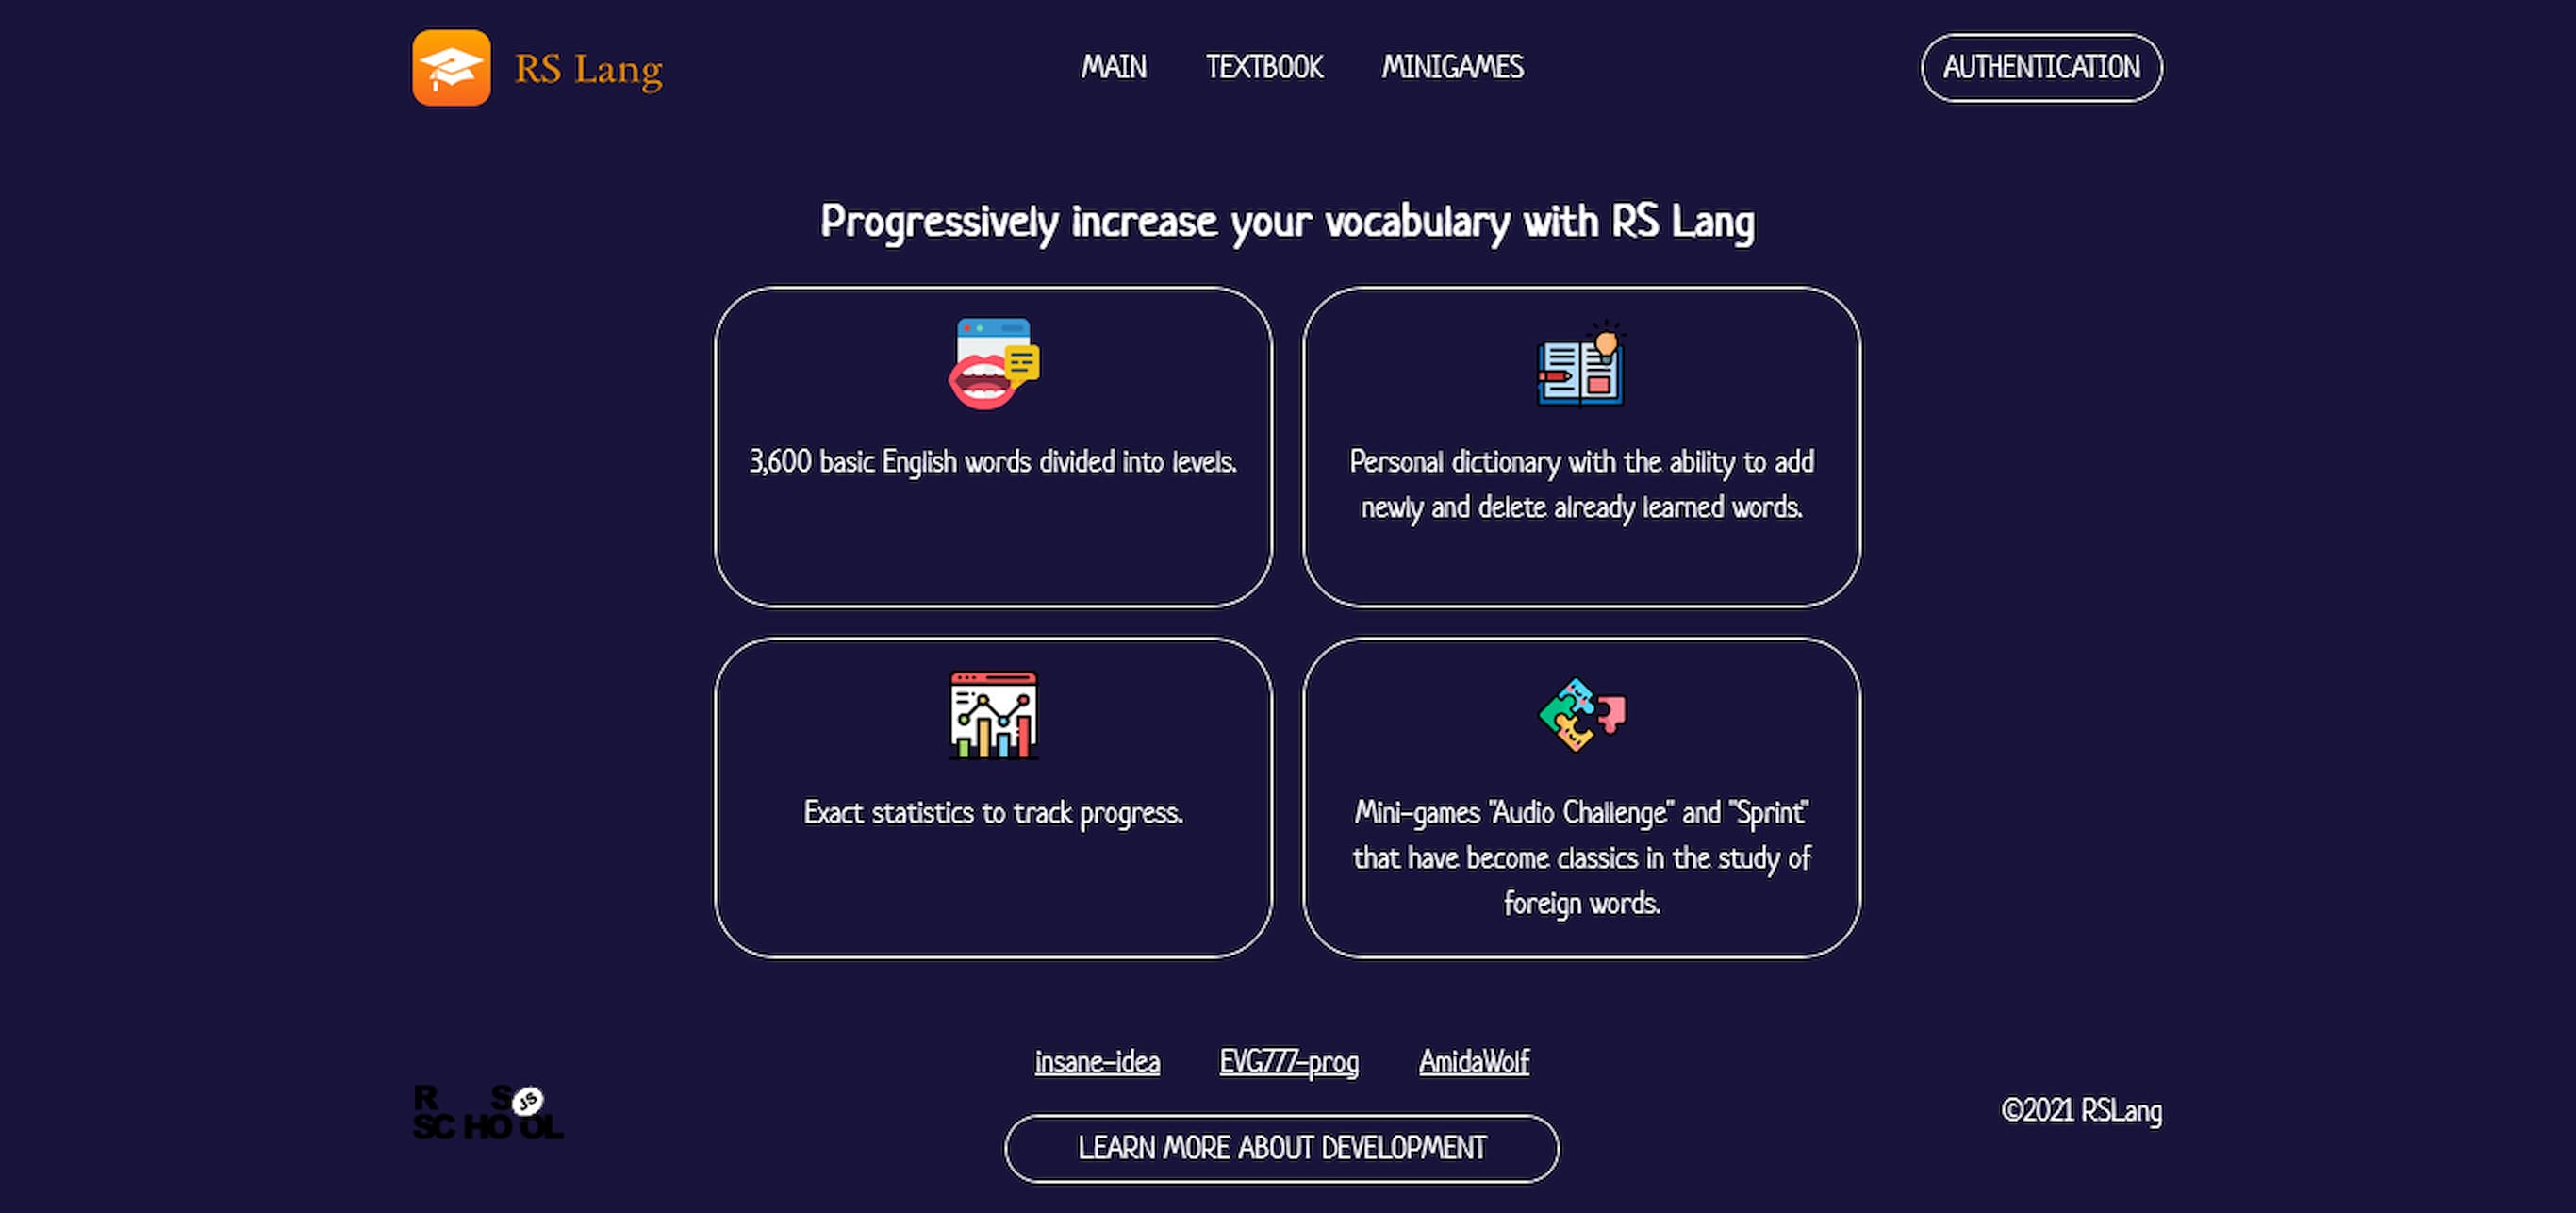 RS Lang
MAIN TEXTBOOK MINIGAMES
AUTHENTICATION
Progressively increase your vocabulary with RS Lang
3,600 basic English words divided into levels.
Personal dictionary with the ability to add
newly and delete already learned words.
Exact statistics to track progress.
Mini-games "Audio Challenge" and "Sprint"
that have become classics in the study of
foreign words.
insane-idea EVG777-prog AmidaWolf
R S JS
SCHOOL
LEARN MORE ABOUT DEVELOPMENT
©2021 RSLang